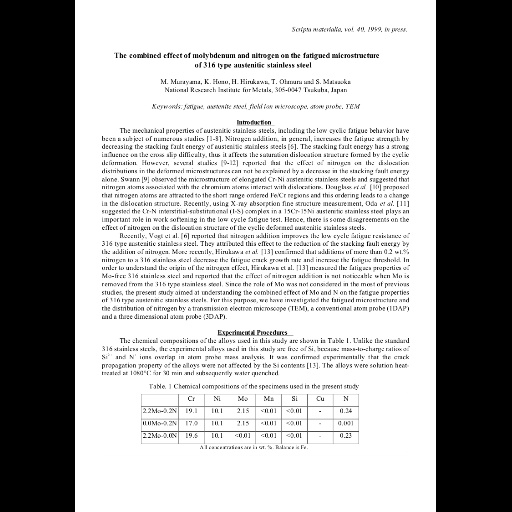 Scripta materialia, vol. 40, 1999, in press.
The combined effect of molybdenum and nitrogen on the fatigued microstructure
of 316 type austenitic stainless steel
M. Murayama, K. Hono, H. Hirukawa, T. Ohmura and S. Matsuoka
National Research Institute for Metals, 305-0047 Tsukuba, Japan
Keywords: fatigue, austenite steel, field ion microscope, atom probe, TEM
Introduction
The mechanical properties of austenitic stainless steels, including the low cyclic fatigue behavior have
been a subject of numerous studies [1-8]. Nitrogen addition, in general, increases the fatigue strength by
decreasing the stacking fault energy of austenitic stainless steels [6]. The stacking fault energy has a strong
influence on the cross slip difficulty, thus it affects the saturation dislocation structure formed by the cyclic
deformation. However, several studies [9-12] reported that the effect of nitrogen on the dislocation
distributions in the deformed microstructures can not be explained by a decrease in the stacking fault energy
alone. Swann [9] observed the microstructure of elongated Cr-Ni austenitic stainless steels and suggested that
nitrogen atoms associated with the chromium atoms interact with dislocations. Douglass et al. [10] proposed
that nitrogen atoms are attracted to the short range ordered Fe/Cr regions and this ordering leads to a change
in the dislocation structure. Recently, using X-ray absorption fine structure measurement, Oda et al. [11]
suggested the Cr-N interstitial-substitutional (I-S) complex in a 15Cr-15Ni austenitic stainless steel plays an
important role in work softening in the low cyclic fatigue test. Hence, there is some disagreements on the
effect of nitrogen on the dislocation structure of the cyclic deformed austenitic stainless steels.
Recently, Vogt et al. [6] reported that nitrogen addition improves the low cyclic fatigue resistance of
316 type austenitic stainless steel. They attributed this effect to the reduction of the stacking fault energy by
the addition of nitrogen. More recently, Hirukawa et al. [13] confirmed that additions of more than 0.2 wt.%
nitrogen to a 316 stainless steel decrease the fatigue crack growth rate and increase the fatigue threshold. In
order to understand the origin of the nitrogen effect, Hirukawa et al. [13] measured the fatigues properties of
Mo-free 316 stainless steel and reported that the effect of nitrogen addition is not noticeable when Mo is
removed from the 316 type stainless steel. Since the role of Mo was not considered in the most of previous
studies, the present study aimed at understanding the combined effect of Mo and N on the fatigue properties
of 316 type austenitic stainless steels. For this purpose, we have investigated the fatigued microstructure and
the distribution of nitrogen by a transmission electron microscope (TEM), a conventional atom probe (1DAP)
and a three dimensional atom probe (3DAP).
Experimental Procedures
The chemical compositions of the alloys used in this study are shown in Table 1. Unlike the standard
316 stainless steels, the experimental alloys used in this study are free of Si, because mass-to-charge ratios of
Si⁺⁺ and N⁺ ions overlap in atom probe mass analysis. It was confirmed experimentally that the crack
propagation property of the alloys were not affected by the Si contents [13]. The alloys were solution heat-
treated at 1080°C for 30 min and subsequently water quenched.
Table. 1 Chemical compositions of the specimens used in the present study
Cr Ni Mo Mn Si Cu N
2.2Mo-0.2N 19.1 10.1 2.15 <0.01 <0.01 - 0.24
0.0Mo-0.2N 17.0 10.1 2.15 <0.01 <0.01 - 0.001
2.2Mo-0.0N 19.6 10.1 <0.01 <0.01 <0.01 - 0.23
All concentrations are in wt.%. Balance is Fe.